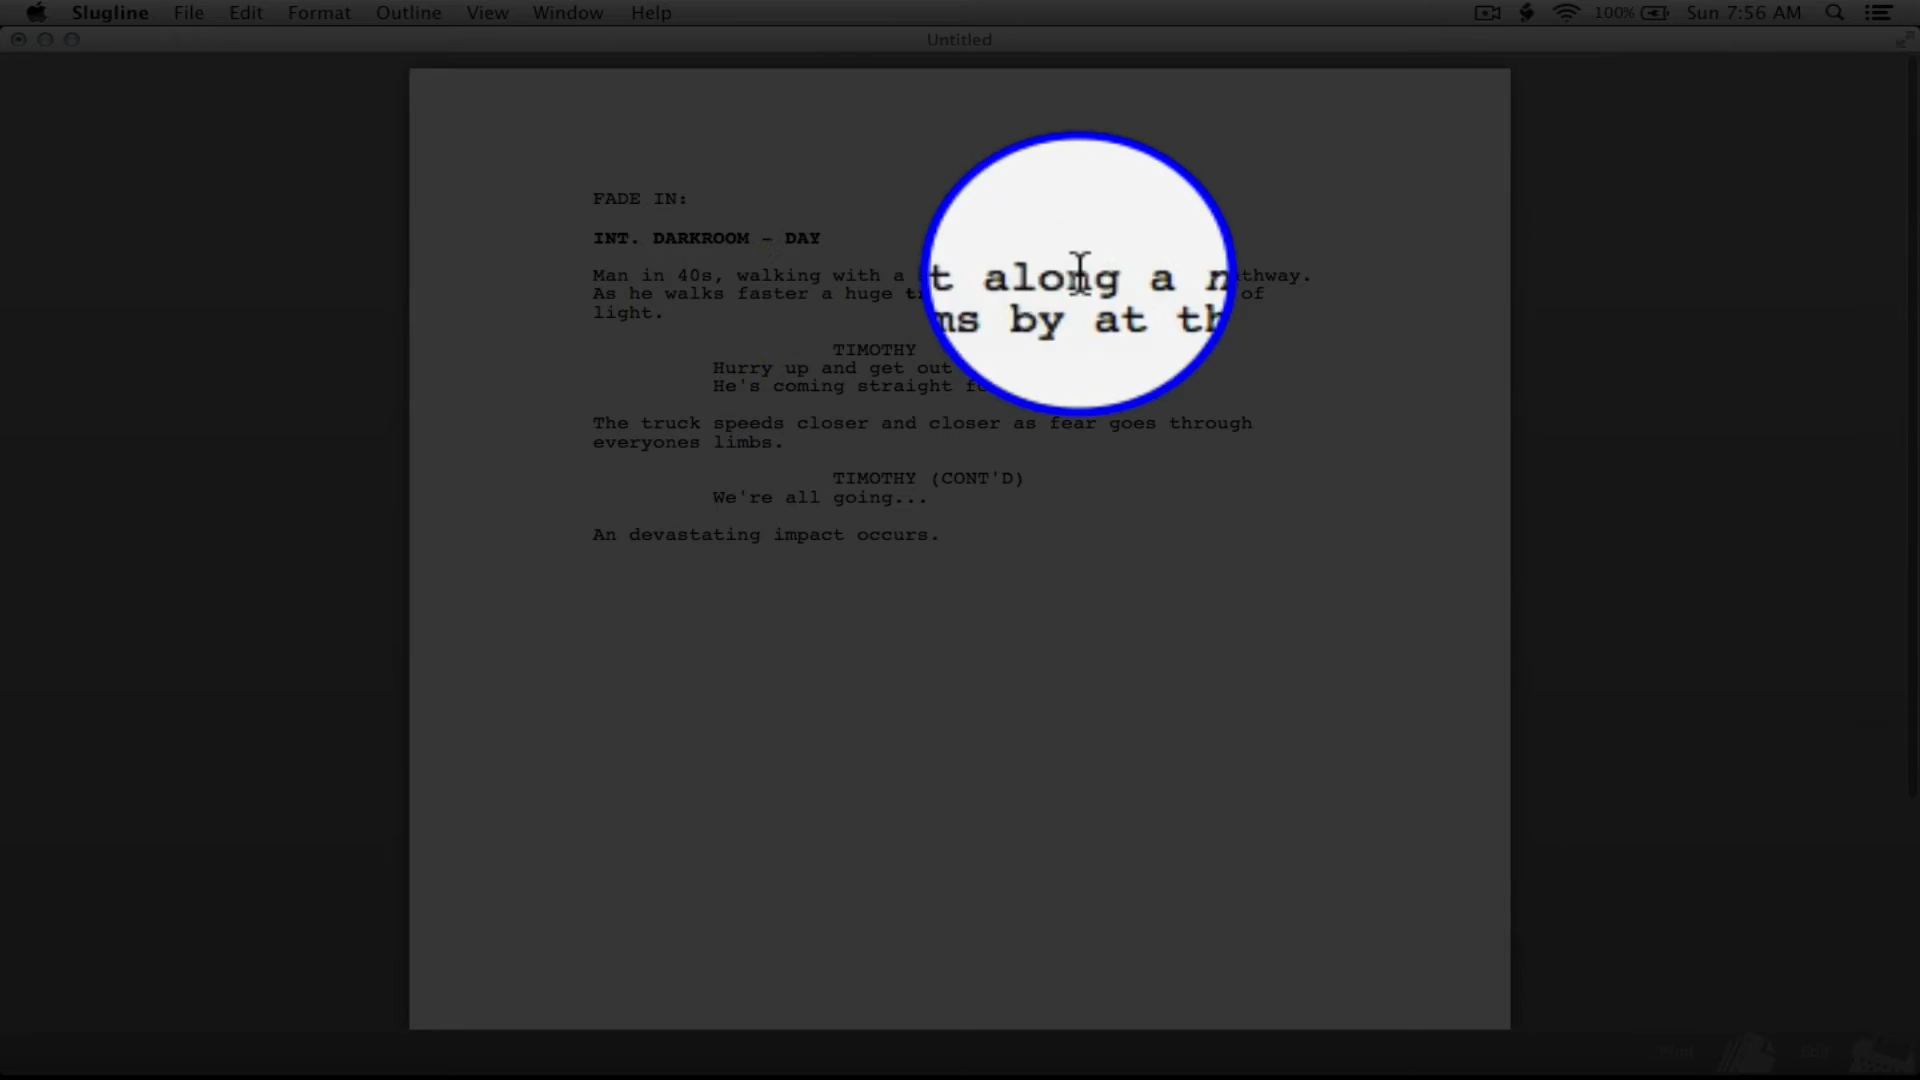 Slugline File Edit Format Outline View Window Help 100% Sun 7:56 AM
Untitled
FADE IN:
INT. DARKROOM - DAY
Man in 40s, walking with a t along a n thway.
As he walks faster a huge t ms by at th of
light.
TIMOTHY
Hurry up and get out
He's coming straight f
The truck speeds closer and closer as fear goes through
everyones limbs.
TIMOTHY (CONT'D)
We're all going...
An devastating impact occurs.
Edit